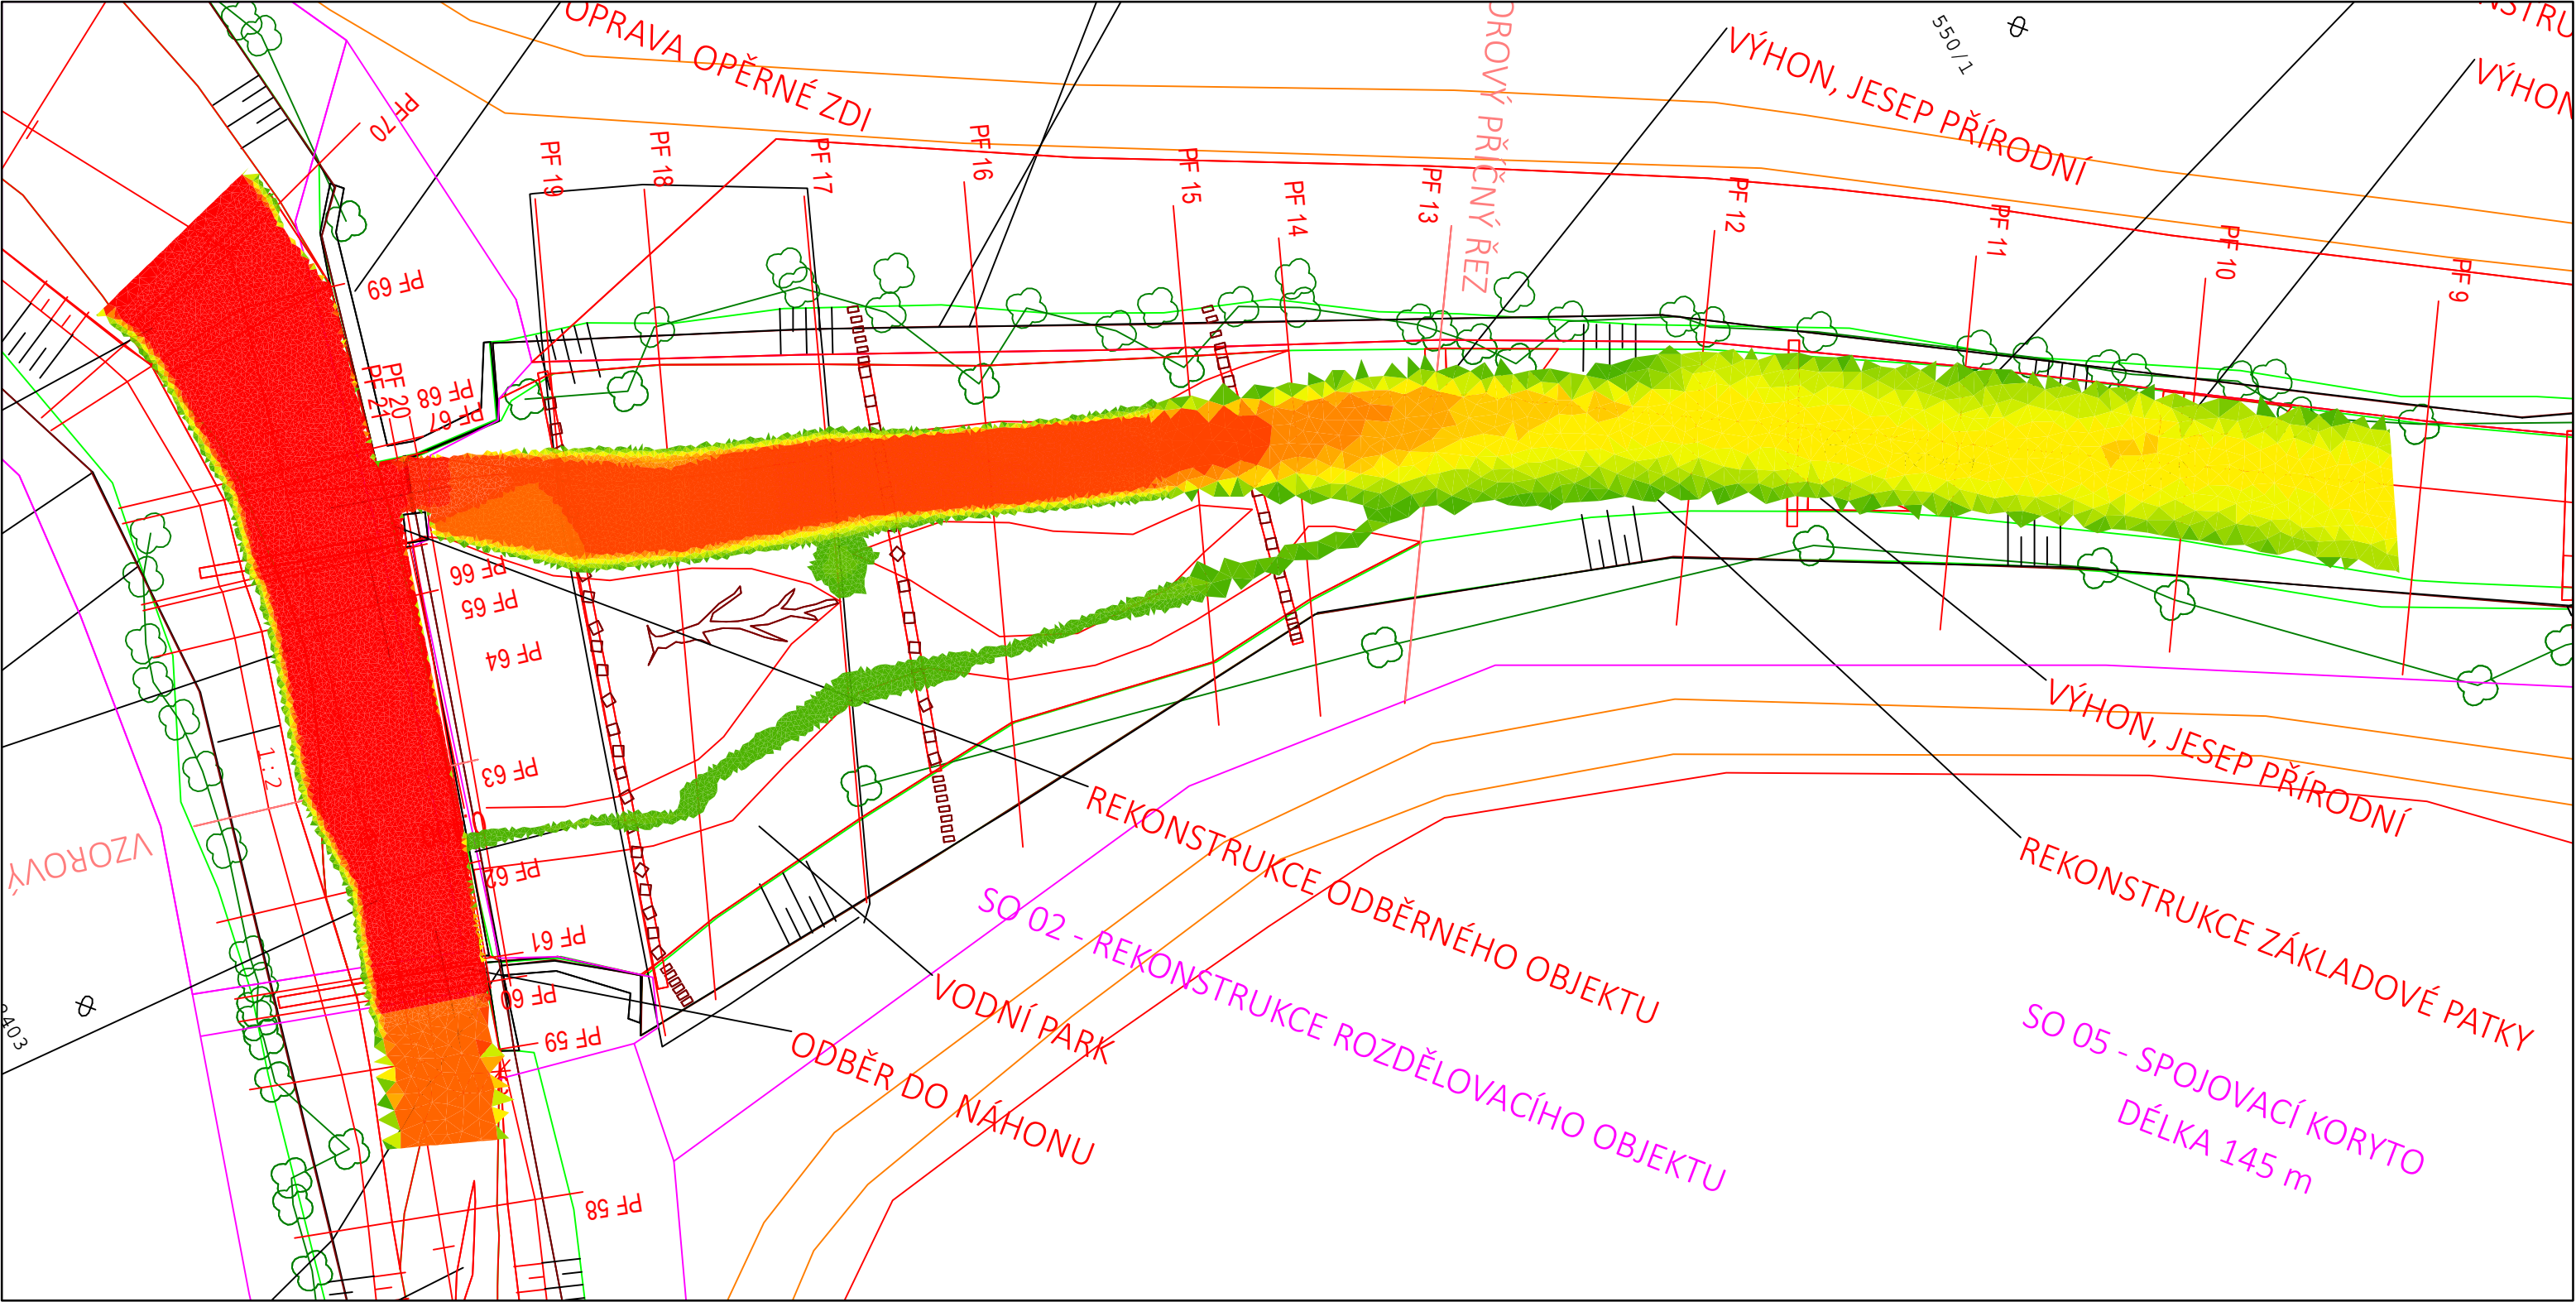 OPRAVA OPĚRNÉ ZDI
OROVÝ PŘÍČNÝ ŘEZ
VÝHON, JESEP PŘÍRODNÍ
550/1
NSTRU
VÝHON
PF 70
PF 19
PF 18
PF 17
PF 16
PF 15
PF 14
PF 13
PF 12
PF 11
PF 10
PF 9
PF 69
PF 21
PF 20
PF 68
PF 67
PF 66
PF 65
PF 64
PF 63
PF 62
PF 61
PF 60
PF 59
PF 58
1:2
VZOROVÝ
VÝHON, JESEP PŘÍRODNÍ
REKONSTRUKCE ODBĚRNÉHO OBJEKTU
REKONSTRUKCE ZÁKLADOVÉ PATKY
SO 02 - REKONSTRUKCE ROZDĚLOVACÍHO OBJEKTU
VODNÍ PARK
ODBĚR DO NÁHONU
SO 05 - SPOJOVACÍ KORYTO
DÉLKA 145 m